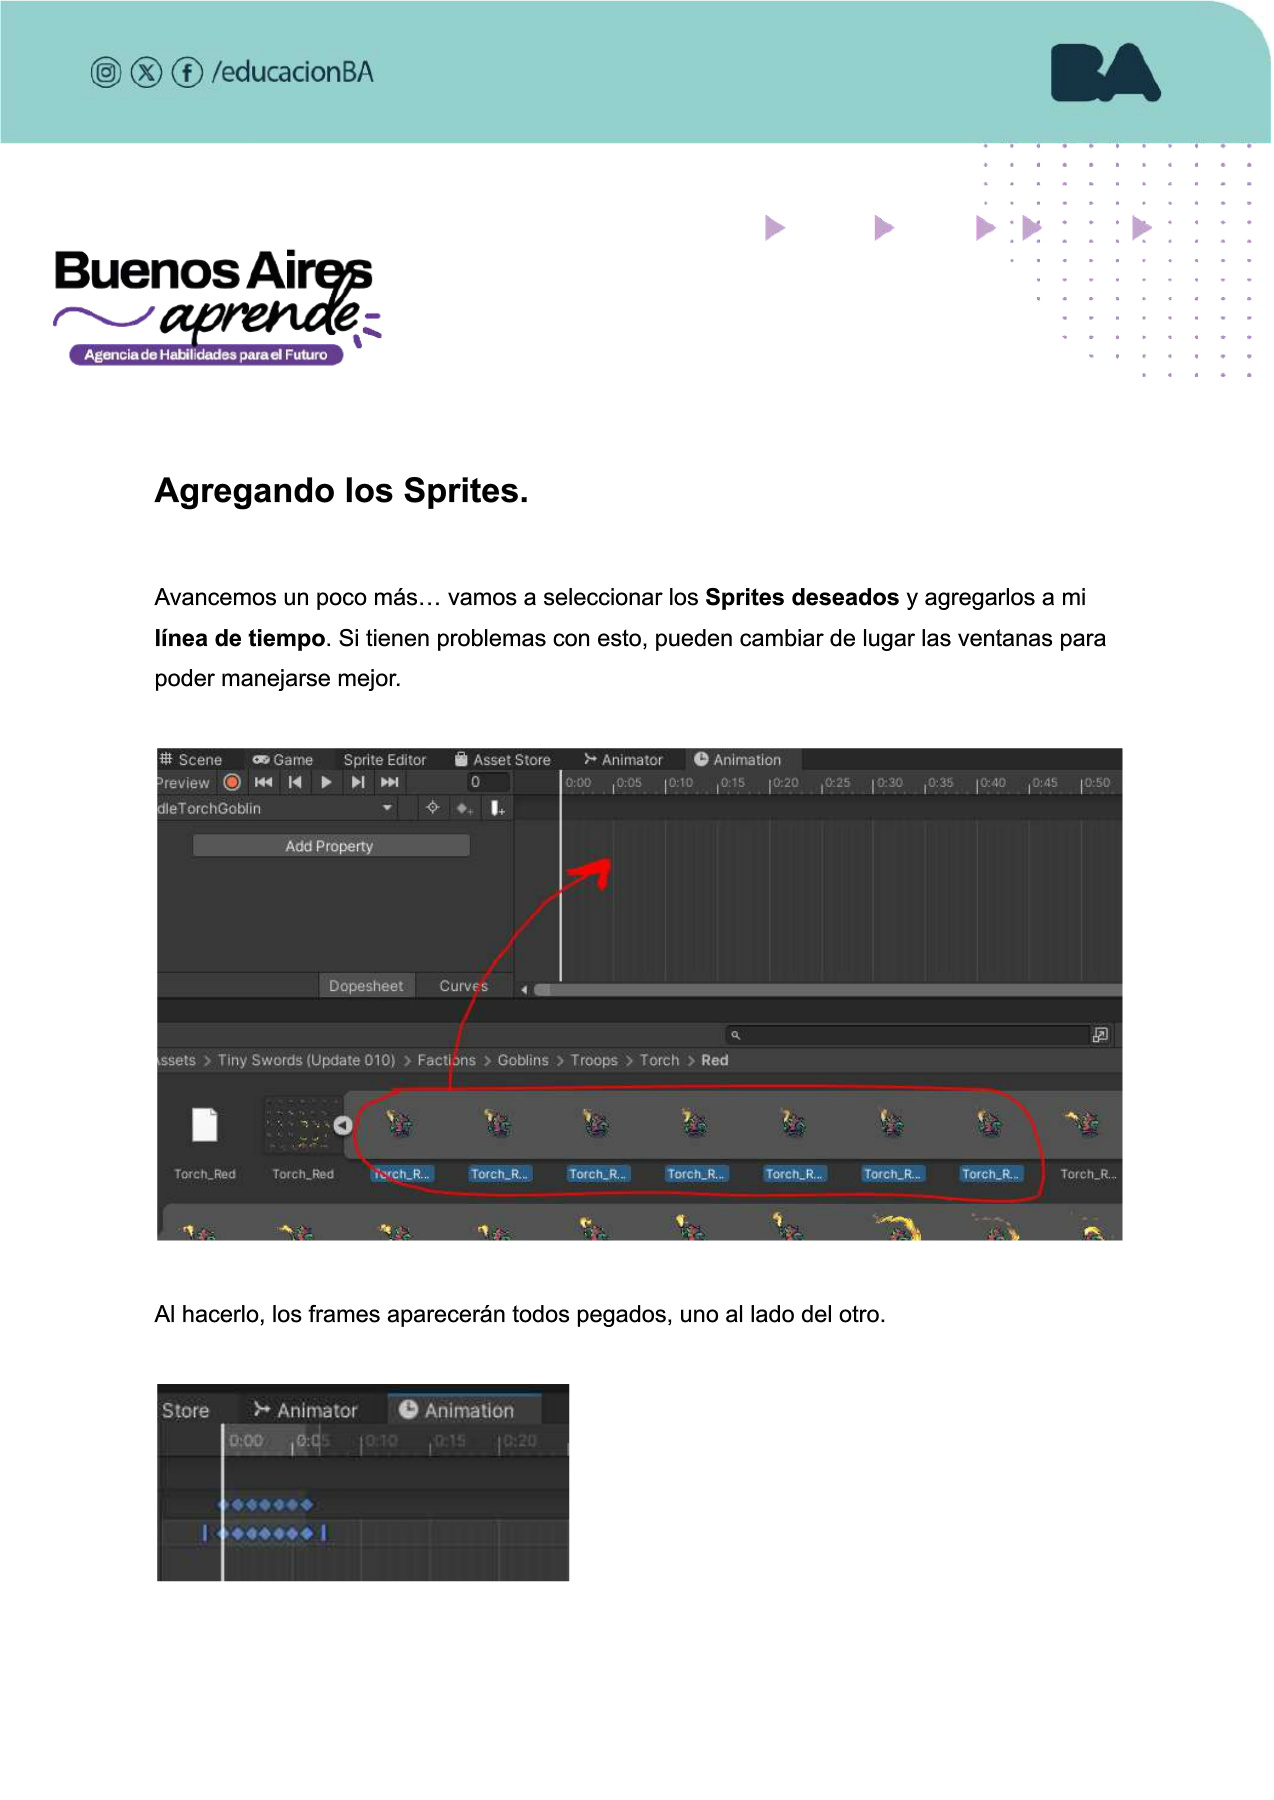 /educacionBA
BA
Buenos Aires
aprende
Agencia de Habilidades para el Futuro
Agregando los Sprites.
Avancemos un poco más… vamos a seleccionar los Sprites deseados y agregarlos a mi
línea de tiempo. Si tienen problemas con esto, pueden cambiar de lugar las ventanas para
poder manejarse mejor.
Scene Game Sprite Editor Asset Store Animator Animation
Preview 0 0:00 0:05 0:10 0:15 0:20 0:25 0:30 0:35 0:40 0:45 0:50
dleTorchGoblin
Add Property
Dopesheet Curves
ssets > Tiny Swords (Update 010) > Factions > Goblins > Troops > Torch > Red
Torch_Red Torch_Red Torch_R... Torch_R... Torch_R... Torch_R... Torch_R... Torch_R... Torch_R... Torch_R...
Al hacerlo, los frames aparecerán todos pegados, uno al lado del otro.
Store Animator Animation
0:00 0:05 0:10 0:15 0:20